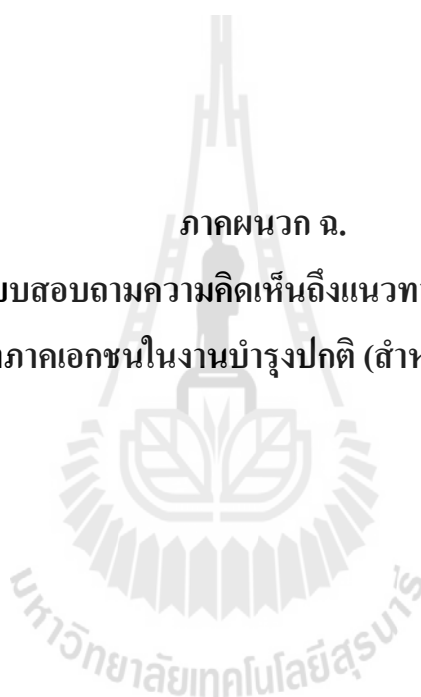 ภาคผนวก ฉ.
บบสอบถามความคิดเห็นถึงแนวทา
าภาคเอกชนในงานบำรุงปกติ (สำห
มหาวิทยาลัยเทคโนโลยีสุรนารี